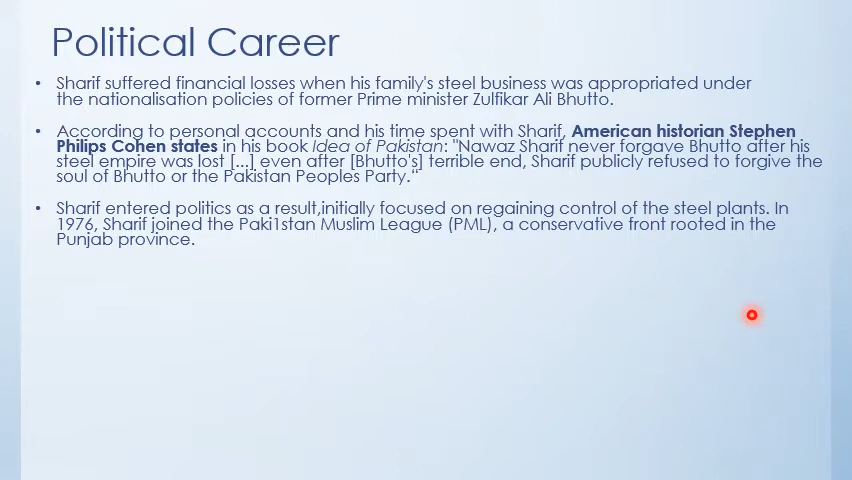 Political Career
• Sharif suffered financial losses when his family's steel business was appropriated under
the nationalisation policies of former Prime minister Zulfikar Ali Bhutto.
• According to personal accounts and his time spent with Sharif, American historian Stephen
Philips Cohen states in his book Idea of Pakistan: "Nawaz Sharif never forgave Bhutto after his
steel empire was lost [...] even after [Bhutto's] terrible end, Sharif publicly refused to forgive the
soul of Bhutto or the Pakistan Peoples Party.“
• Sharif entered politics as a result,initially focused on regaining control of the steel plants. In
1976, Sharif joined the Paki1stan Muslim League (PML), a conservative front rooted in the
Punjab province.